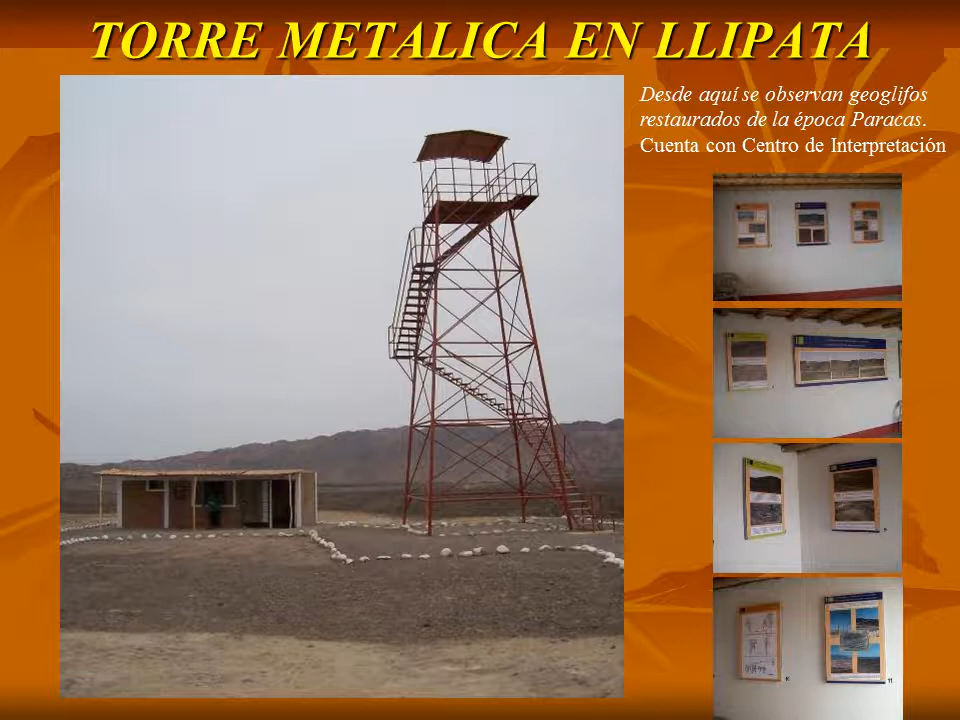 TORRE METALICA EN LLIPATA
Desde aquí se observan geoglifos
restaurados de la época Paracas.
Cuenta con Centro de Interpretación